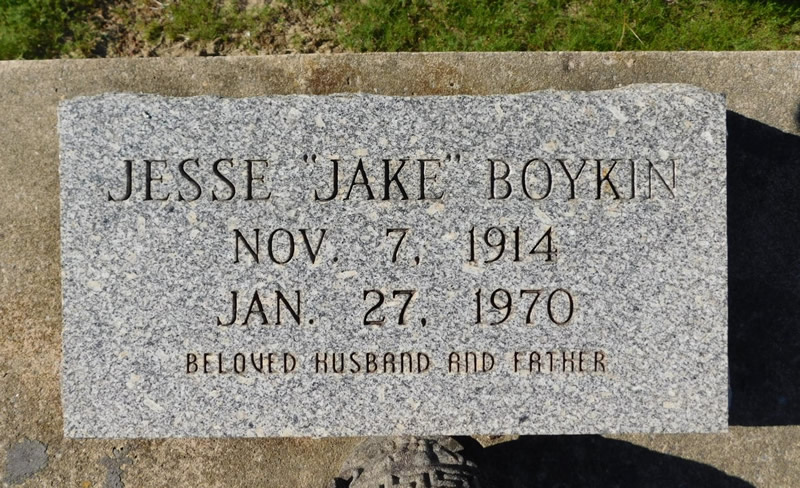 JESSE "JAKE" BOYKIN
NOV. 7, 1914
JAN. 27, 1970
BELOVED HUSBAND AND FATHER